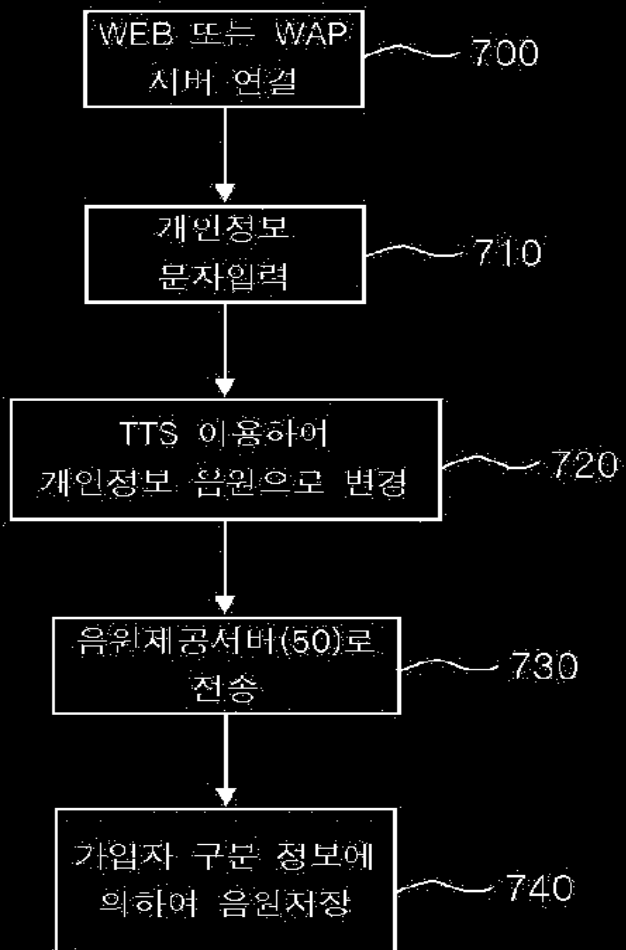 WEB 또는 WAP
서버 연결
700
개인정보
문자입력
710
TTS 이용하여
개인정보 음원으로 변경
720
음원제공서버(50)로
전송
730
가입자 구분 정보에
의하여 음원저장
740